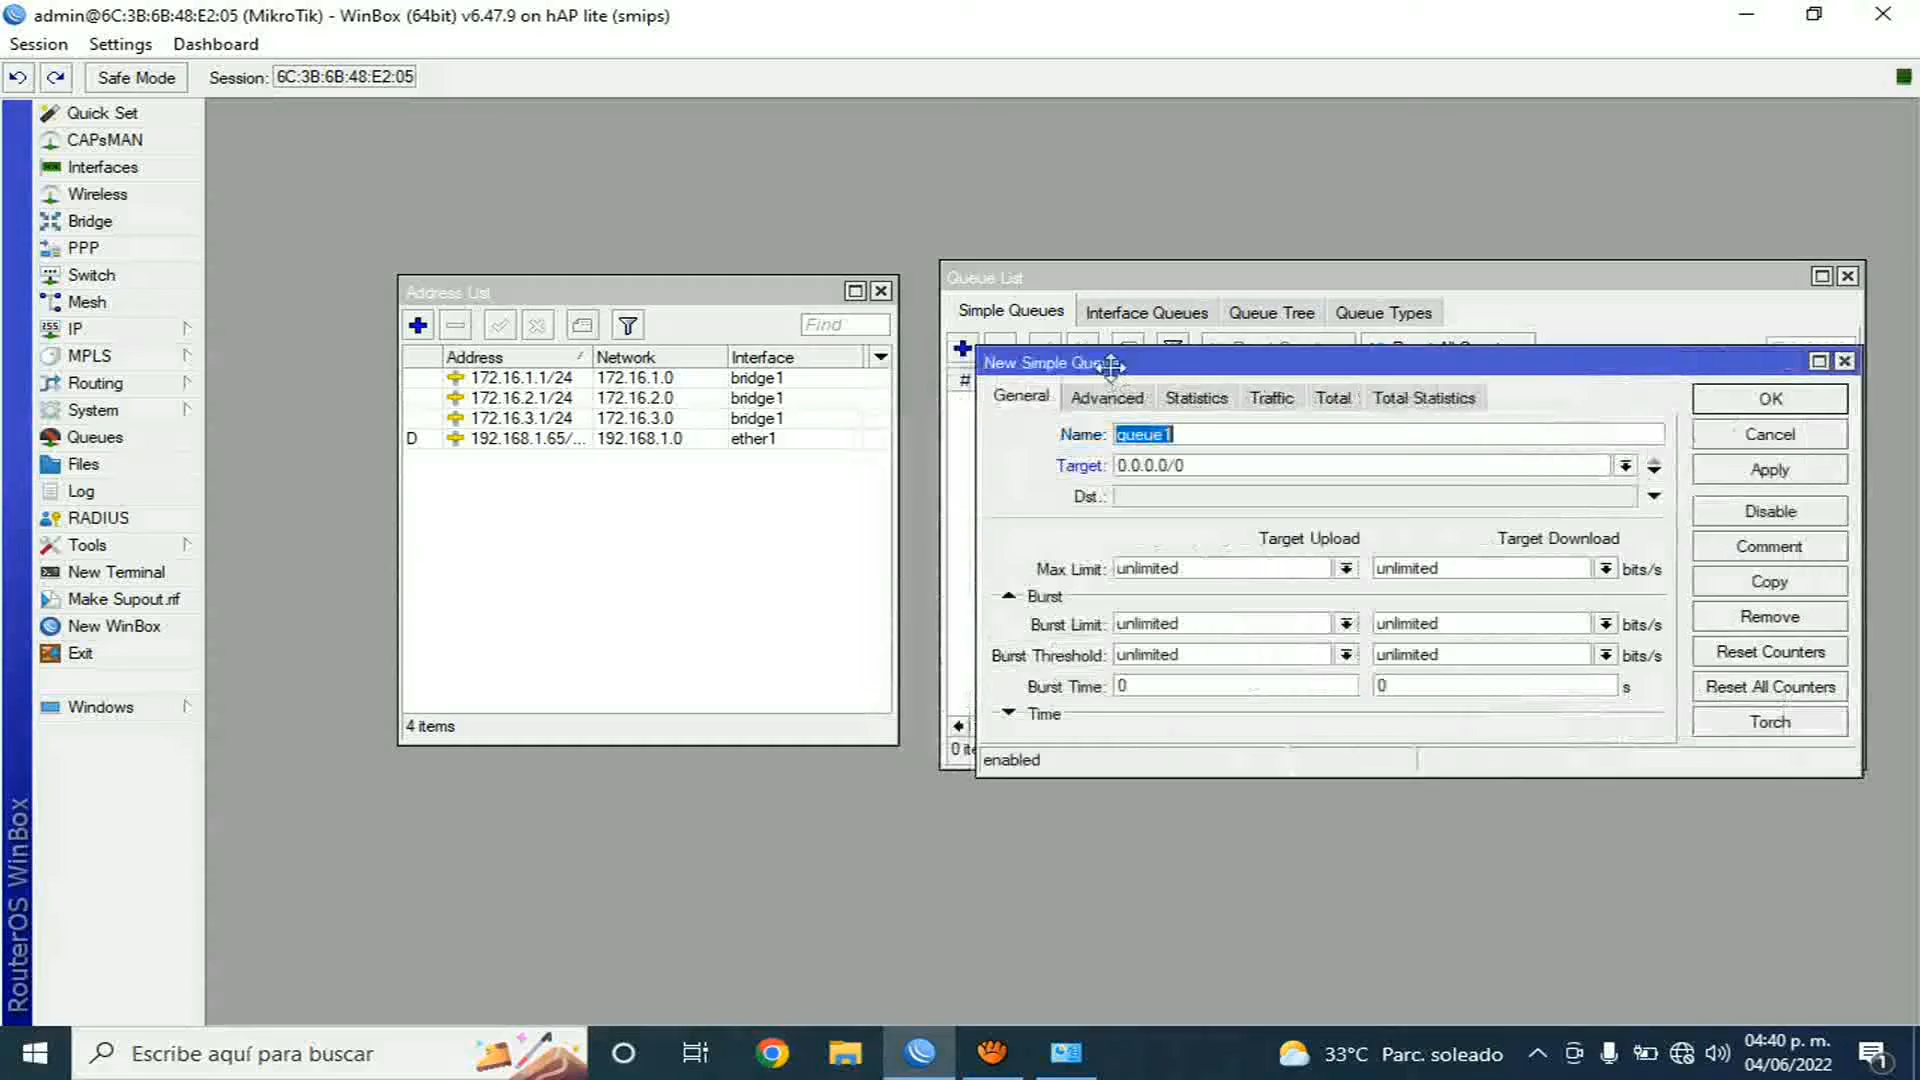 admin@6C:3B:6B:48:E2:05 (MikroTik) - WinBox (64bit) v6.47.9 on hAP lite (smips)
Session Settings Dashboard
Safe Mode Session: 6C:3B:6B:48:E2:05
Quick Set
CAPsMAN
Interfaces
Wireless
Bridge
PPP
Switch
Mesh
IP
MPLS
Routing
System
Queues
Files
Log
RADIUS
Tools
New Terminal
Make Supout.rif
New WinBox
Exit
Windows
RouterOS WinBox
Address List
Find
Address Network Interface
172.16.1.1/24 172.16.1.0 bridge1
172.16.2.1/24 172.16.2.0 bridge1
172.16.3.1/24 172.16.3.0 bridge1
D 192.168.1.65/... 192.168.1.0 ether1
4 items
Queue List
Simple Queues Interface Queues Queue Tree Queue Types
#
New Simple Queue
General Advanced Statistics Traffic Total Total Statistics
Name: queue1
Target: 0.0.0.0/0
Dst.:
Target Upload Target Download
Max Limit: unlimited unlimited bits/s
Burst
Burst Limit: unlimited unlimited bits/s
Burst Threshold: unlimited unlimited bits/s
Burst Time: 0 0 s
Time
enabled
OK
Cancel
Apply
Disable
Comment
Copy
Remove
Reset Counters
Reset All Counters
Torch
Escribe aquí para buscar
33°C Parc. soleado
04:40 p. m.
04/06/2022
1